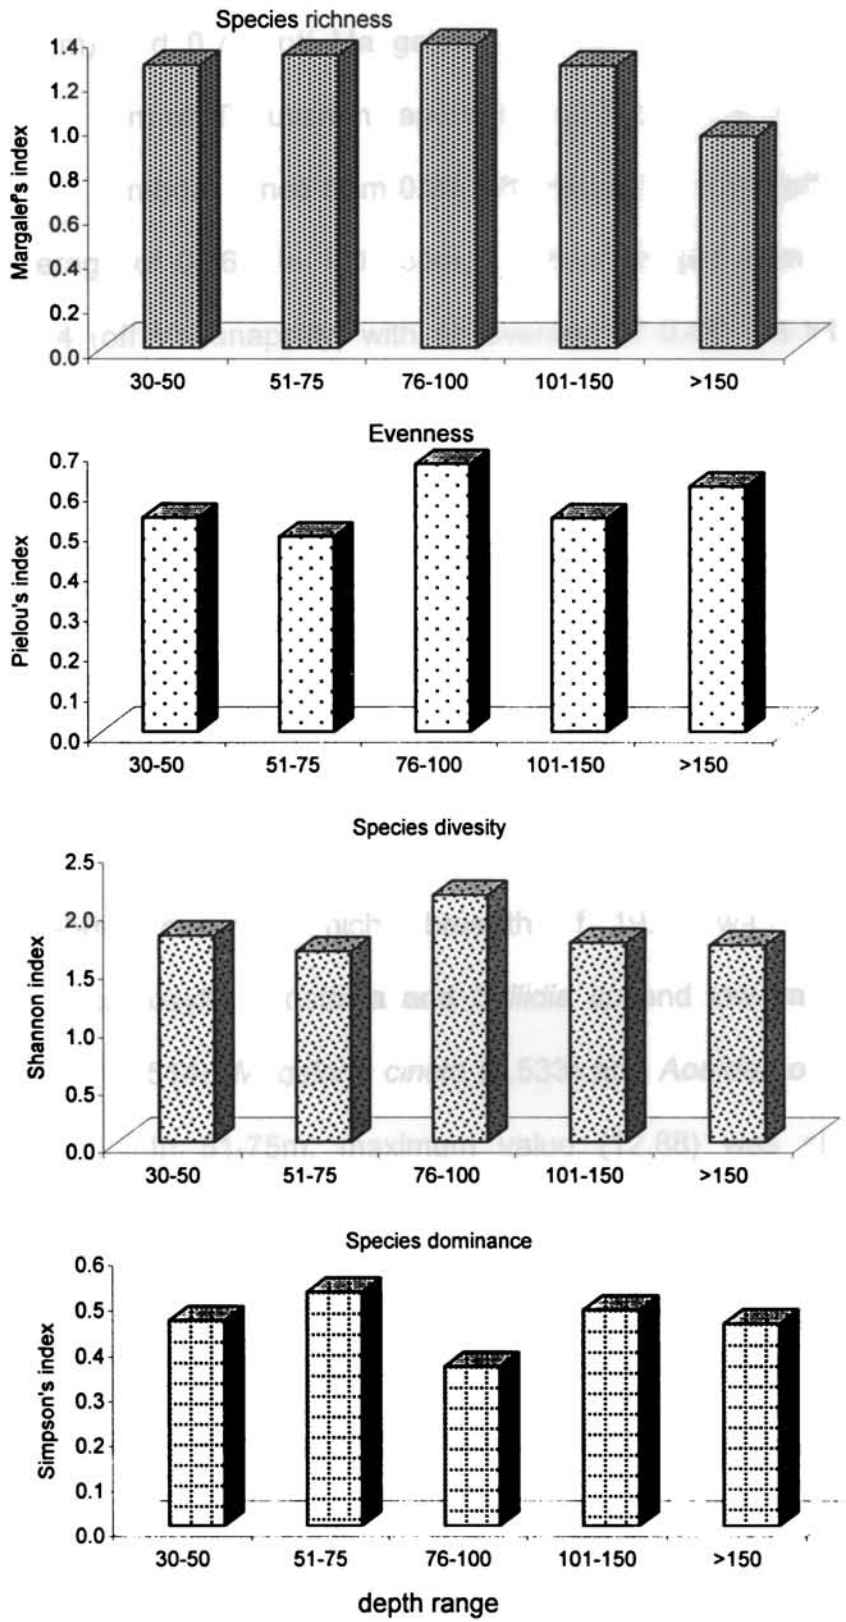 Species richness
Margalef's index
1.4
1.2
1.0
0.8
0.6
0.4
0.2
0.0
30-50 51-75 76-100 101-150 >150
Evenness
Pielou's index
0.7
0.6
0.5
0.4
0.3
0.2
0.1
0.0
30-50 51-75 76-100 101-150 >150
Species divesity
Shannon index
2.5
2.0
1.5
1.0
0.5
0.0
maximum value
30-50 51-75 76-100 101-150 >150
Species dominance
Simpson's index
0.6
0.5
0.4
0.3
0.2
0.1
0.0
30-50 51-75 76-100 101-150 >150
depth range